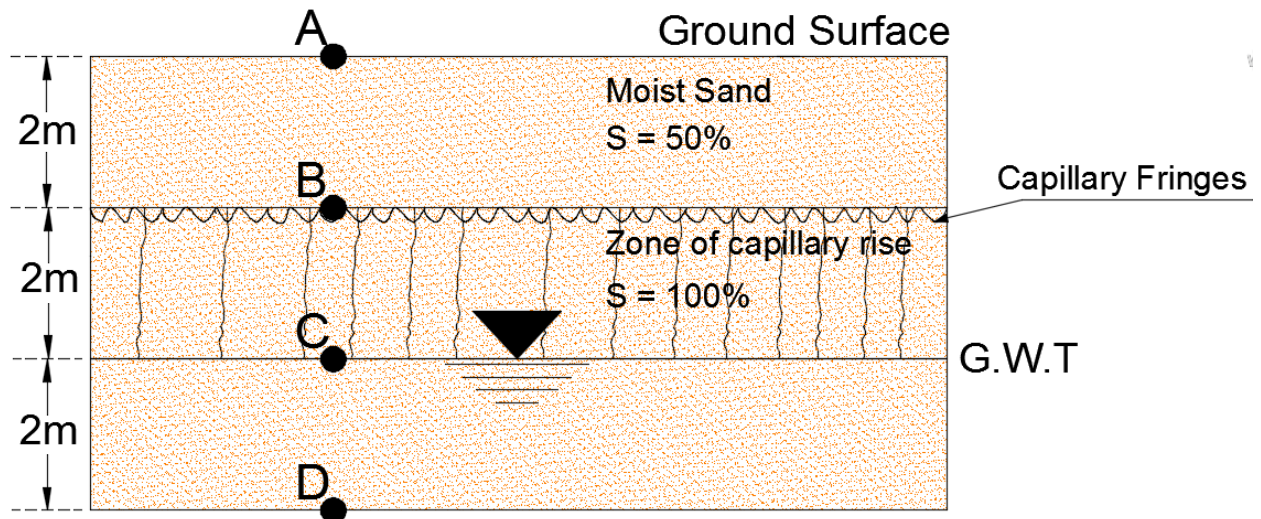 A
Ground Surface
Moist Sand
S = 50%
2m
B
Capillary Fringes
Zone of capillary rise
S = 100%
2m
C
G.W.T
2m
D